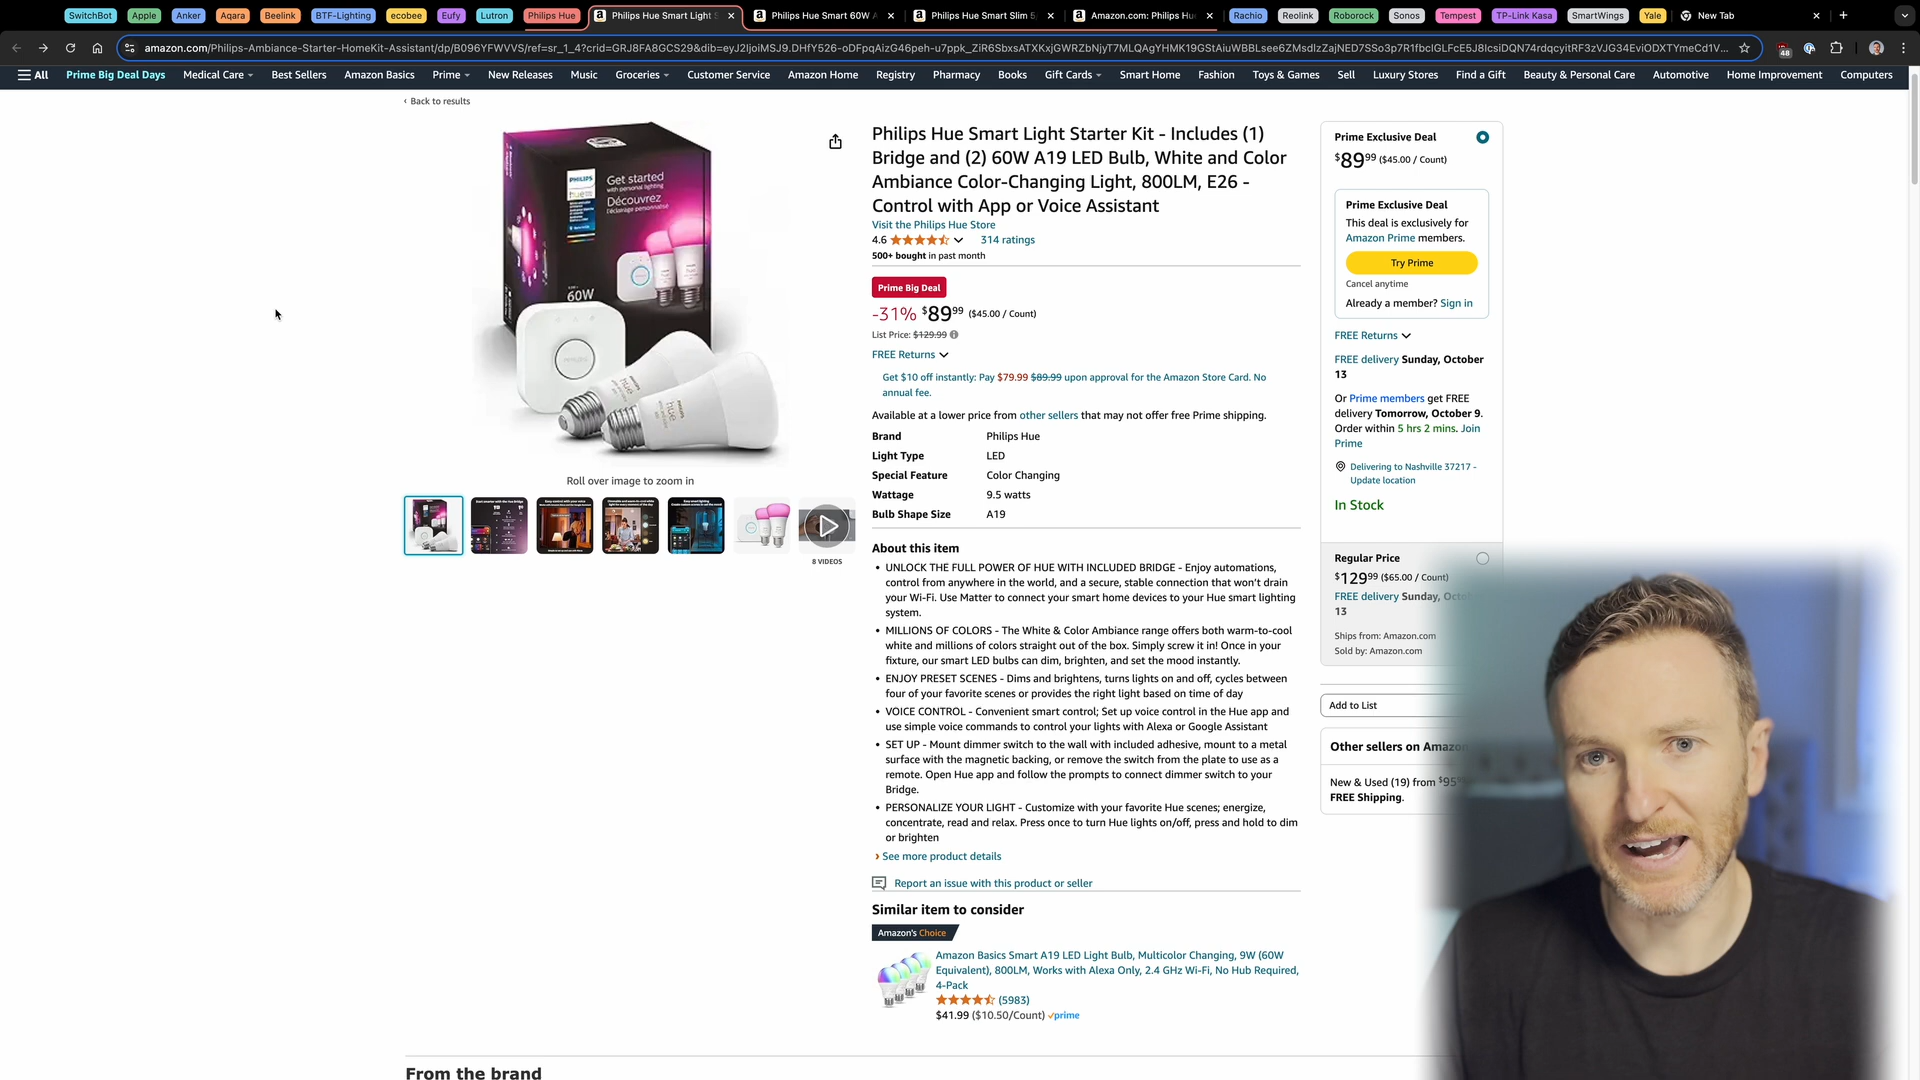 SwitchBot Apple Anker Aqara Beelink BTF-Lighting ecobee Eufy Lutron Philips Hue Philips Hue Smart Light S Philips Hue Smart 60W A Philips Hue Smart Slim 5 Amazon.com: Philips Hu Rachio Reolink Roborock Sonos Tempest TP-Link Kasa SmartWings Yale New Tab
48
All Prime Big Deal Days Medical Care Best Sellers Amazon Basics Prime New Releases Music Groceries Customer Service Amazon Home Registry Pharmacy Books Gift Cards Smart Home Fashion Toys & Games Sell Luxury Stores Find a Gift Beauty & Personal Care Automotive Home Improvement Computers
Back to results
PHILIPS
hue
Get started
with personal lighting
Découvrez
60W
Roll over image to zoom in
8 VIDEOS
Philips Hue Smart Light Starter Kit - Includes (1)
Bridge and (2) 60W A19 LED Bulb, White and Color
Ambiance Color-Changing Light, 800LM, E26 -
Control with App or Voice Assistant
Visit the Philips Hue Store
4.6 314 ratings
500+ bought in past month
Prime Big Deal
-31% $89⁹⁹ ($45.00 / Count)
List Price: $129.99
FREE Returns
Get $10 off instantly: Pay $79.99 $89.99 upon approval for the Amazon Store Card. No
annual fee.
Available at a lower price from other sellers that may not offer free Prime shipping.
Brand Philips Hue
Light Type LED
Special Feature Color Changing
Wattage 9.5 watts
Bulb Shape Size A19
About this item
• UNLOCK THE FULL POWER OF HUE WITH INCLUDED BRIDGE - Enjoy automations,
control from anywhere in the world, and a secure, stable connection that won't drain
your Wi-Fi. Use Matter to connect your smart home devices to your Hue smart lighting
system.
• MILLIONS OF COLORS - The White & Color Ambiance range offers both warm-to-cool
white and millions of colors straight out of the box. Simply screw it in! Once in your
fixture, our smart LED bulbs can dim, brighten, and set the mood instantly.
• ENJOY PRESET SCENES - Dims and brightens, turns lights on and off, cycles between
four of your favorite scenes or provides the right light based on time of day
• VOICE CONTROL - Convenient smart control; Set up voice control in the Hue app and
use simple voice commands to control your lights with Alexa or Google Assistant
• SET UP - Mount dimmer switch to the wall with included adhesive, mount to a metal
surface with the magnetic backing, or remove the switch from the plate to use as a
remote. Open Hue app and follow the prompts to connect dimmer switch to your
Bridge.
• PERSONALIZE YOUR LIGHT - Customize with your favorite Hue scenes; energize,
concentrate, read and relax. Press once to turn Hue lights on/off, press and hold to dim
or brighten
› See more product details
Report an issue with this product or seller
Similar item to consider
Amazon's Choice
Amazon Basics Smart A19 LED Light Bulb, Multicolor Changing, 9W (60W
Equivalent), 800LM, Works with Alexa Only, 2.4 GHz Wi-Fi, No Hub Required,
4-Pack
(5983)
$41.99 ($10.50/Count) prime
From the brand
Prime Exclusive Deal
$89⁹⁹ ($45.00 / Count)
Prime Exclusive Deal
This deal is exclusively for
Amazon Prime members.
Try Prime
Cancel anytime
Already a member? Sign in
FREE Returns
FREE delivery Sunday, October
13
Or Prime members get FREE
delivery Tomorrow, October 9.
Order within 5 hrs 2 mins. Join
Prime
Delivering to Nashville 37217 -
Update location
In Stock
Regular Price
$129⁹⁹ ($65.00 / Count)
FREE delivery Sunday, Octo
13
Ships from: Amazon.com
Sold by: Amazon.com
Add to List
Other sellers on Amazon
New & Used (19) from $95
FREE Shipping.